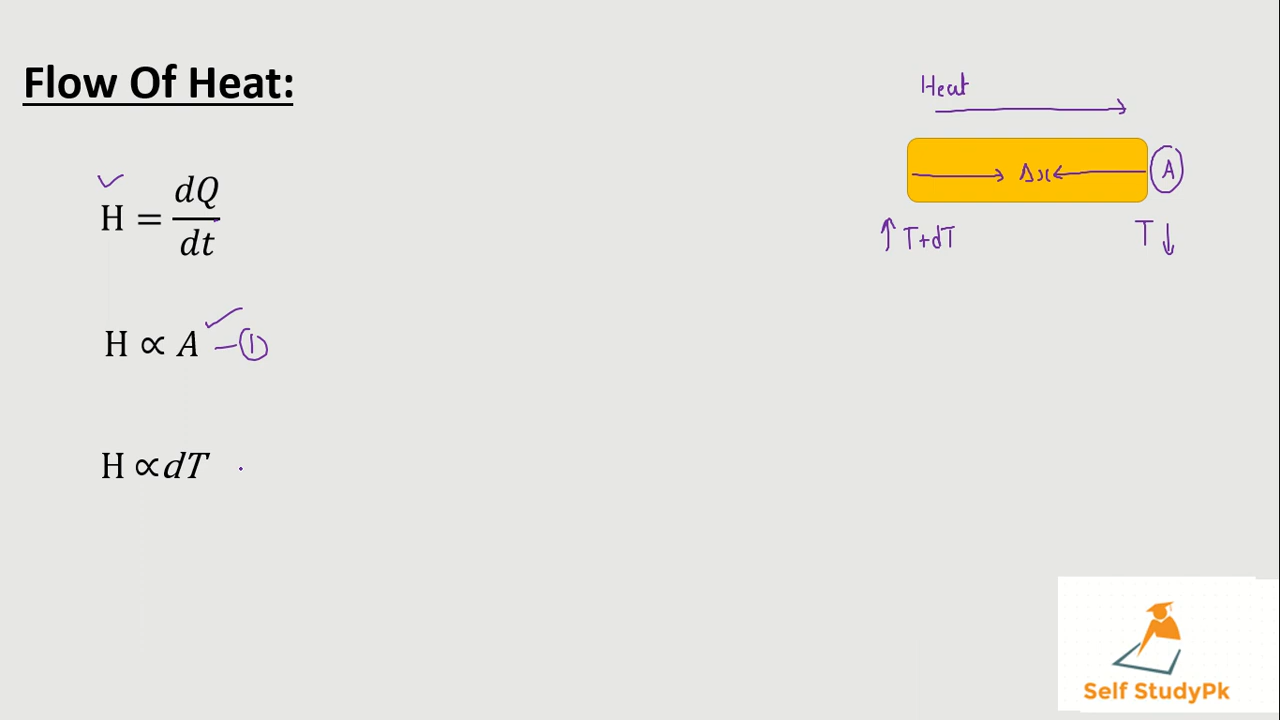 Flow Of Heat:
H = dQ/dt
H ∝ A —①
H ∝ dT
Heat
Δx
A
↑ T+dT
T ↓
Self StudyPk